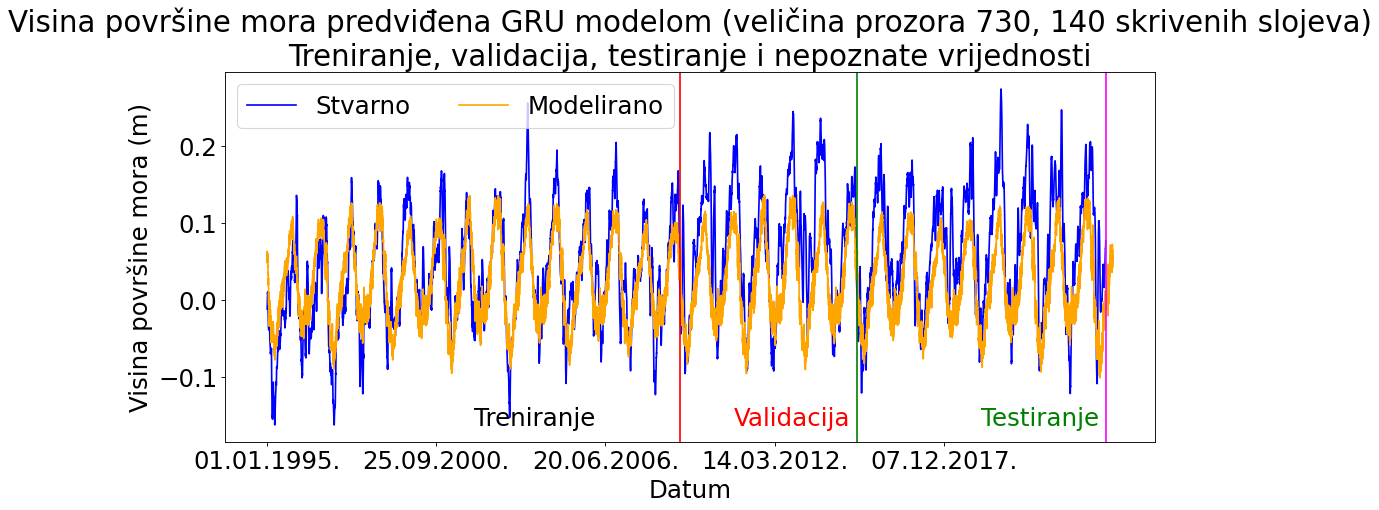 Visina površine mora predviđena GRU modelom (veličina prozora 730, 140 skrivenih slojeva)
Treniranje, validacija, testiranje i nepoznate vrijednosti
Stvarno Modelirano
Visina površine mora (m)
0.2
0.1
0.0
−0.1
Treniranje Validacija Testiranje
01.01.1995. 25.09.2000. 20.06.2006. 14.03.2012. 07.12.2017.
Datum